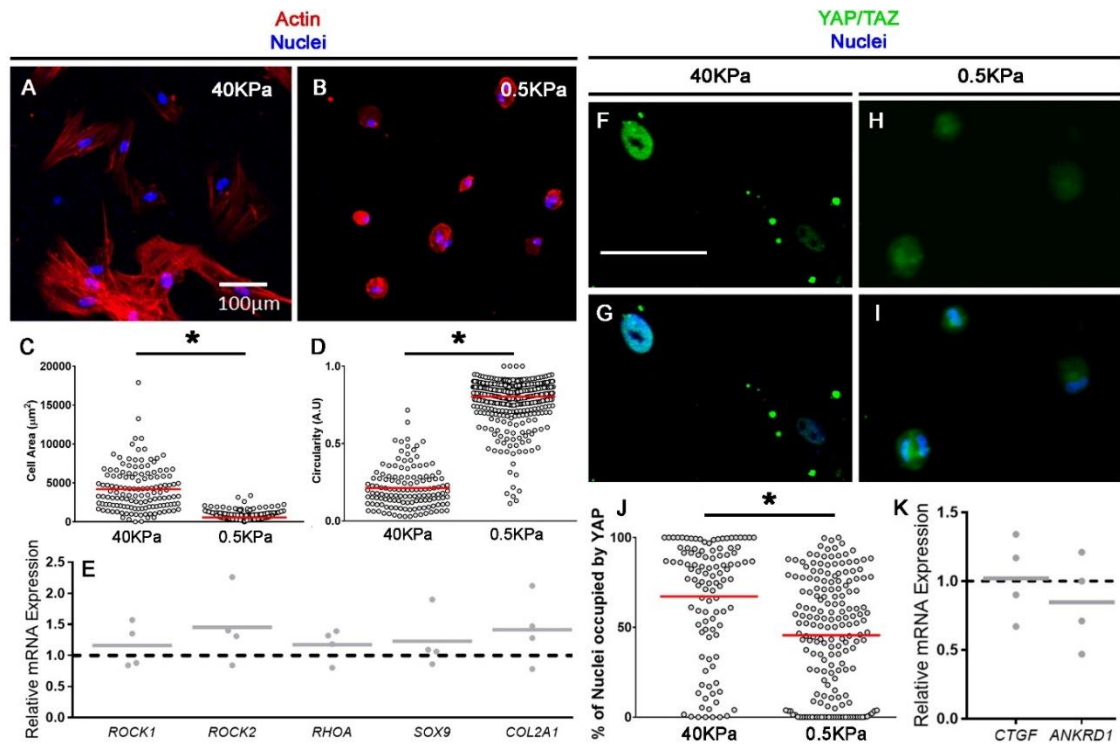 Actin
Nuclei
YAP/TAZ
Nuclei
40KPa
0.5KPa
A
40KPa
100μm
B
0.5KPa
F
H
G
I
C
*
Cell Area (μm²)
20000
15000
10000
5000
0
40KPa
0.5KPa
D
*
Circularity (A.U)
1.0
0.5
0.0
40KPa
0.5KPa
E
Relative mRNA Expression
2.5
2.0
1.5
1.0
0.5
0.0
ROCK1
ROCK2
RHOA
SOX9
COL2A1
J
*
% of Nuclei occupied by YAP
100
50
0
40KPa
0.5KPa
K
Relative mRNA Expression
1.5
1.0
0.5
0.0
CTGF
ANKRD1